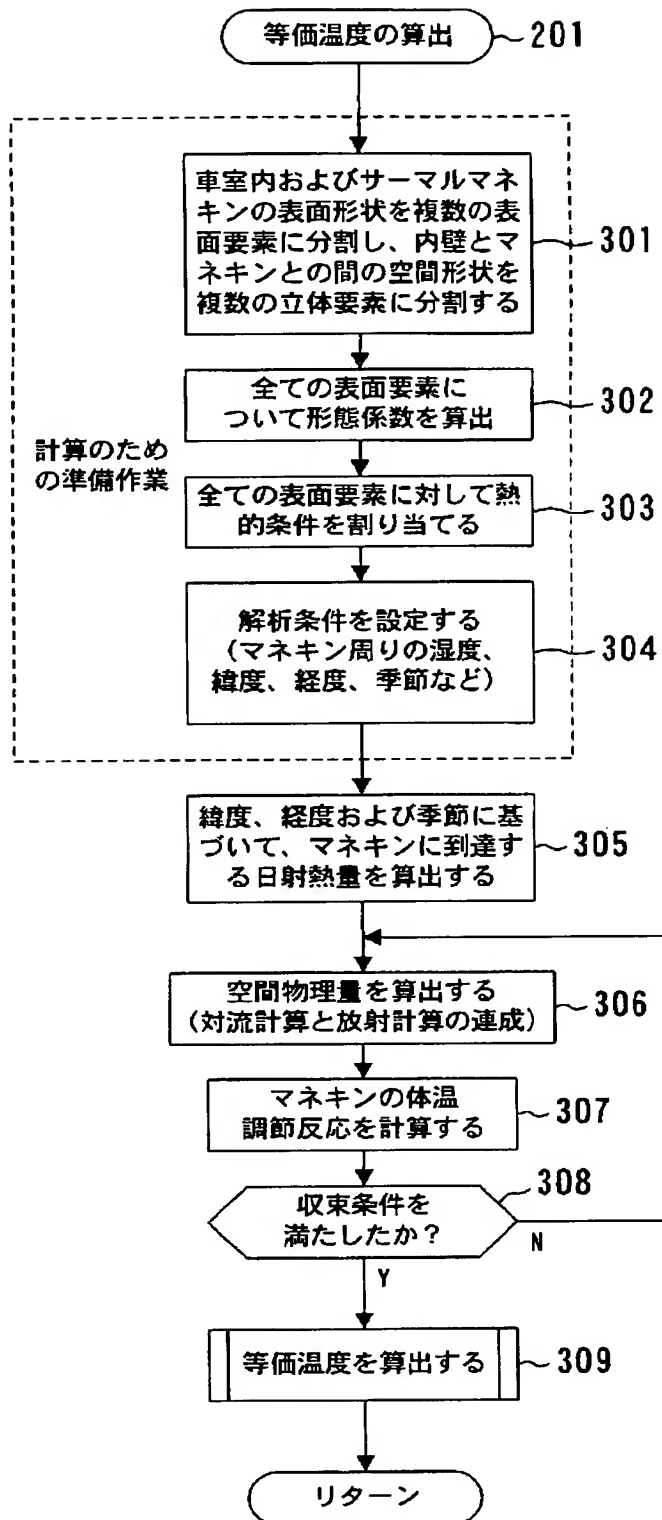 等価温度の算出
201
車室内およびサーマルマネ
キンの表面形状を複数の表
面要素に分割し、内壁とマ
ネキンとの間の空間形状を
複数の立体要素に分割する
301
全ての表面要素に
ついて形態係数を算出
302
計算のため
の準備作業
全ての表面要素に対して熱
的条件を割り当てる
303
解析条件を設定する
(マネキン周りの湿度、
緯度、経度、季節など)
304
緯度、経度および季節に基
づいて、マネキンに到達す
る日射熱量を算出する
305
空間物理量を算出する
(対流計算と放射計算の連成)
306
マネキンの体温
調節反応を計算する
307
収束条件を
満たしたか?
308
N
Y
等価温度を算出する
309
リターン